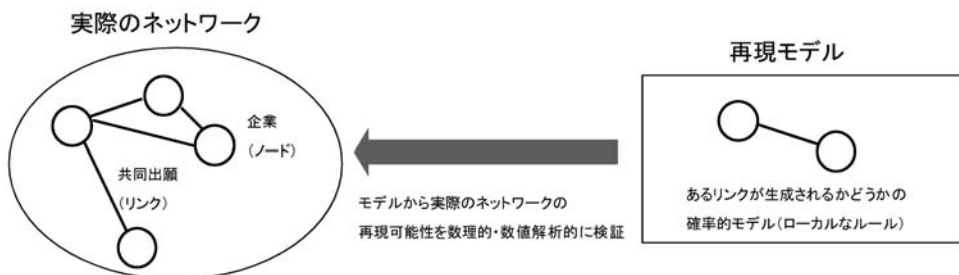 実際のネットワーク
企業
(ノード)
共同出願
(リンク)
モデルから実際のネットワークの
再現可能性を数理的・数値解析的に検証
再現モデル
あるリンクが生成されるかどうかの
確率的モデル(ローカルなルール)